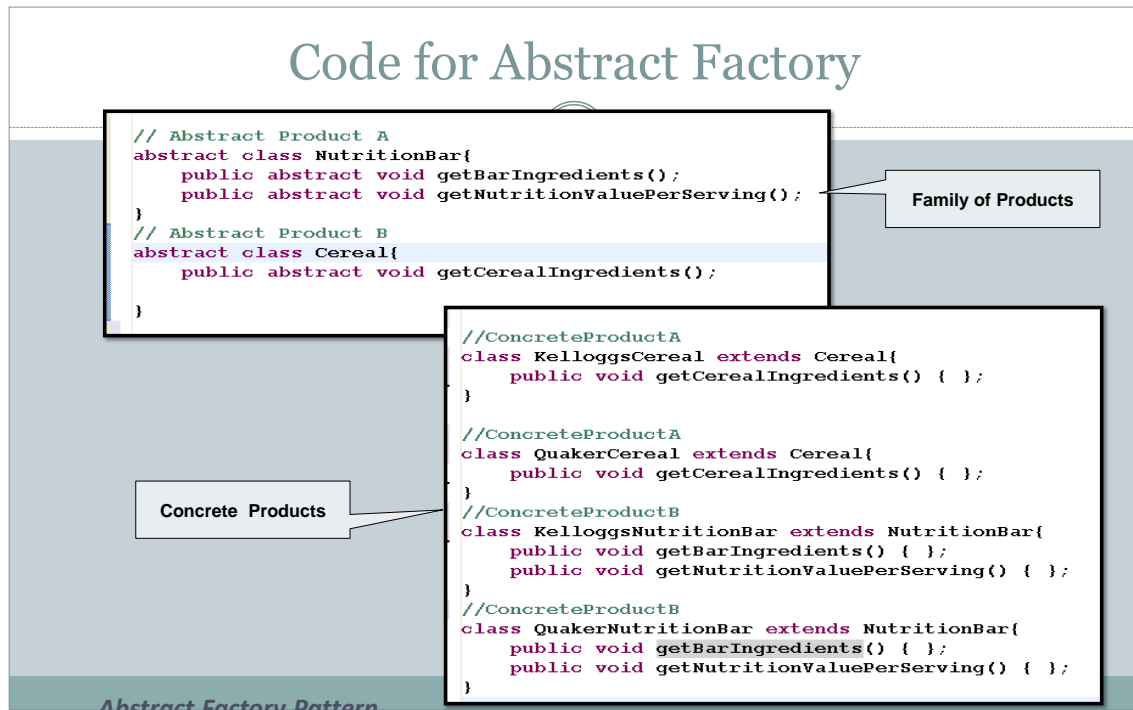 Code for Abstract Factory
// Abstract Product A
abstract class NutritionBar{
public abstract void getBarIngredients();
public abstract void getNutritionValuePerServing();
}
// Abstract Product B
abstract class Cereal{
public abstract void getCerealIngredients();
}
Family of Products
//ConcreteProductA
class KelloggsCereal extends Cereal{
public void getCerealIngredients() { };
}
//ConcreteProductA
class QuakerCereal extends Cereal{
public void getCerealIngredients() { };
}
//ConcreteProductB
class KelloggsNutritionBar extends NutritionBar{
public void getBarIngredients() { };
public void getNutritionValuePerServing() { };
}
//ConcreteProductB
class QuakerNutritionBar extends NutritionBar{
public void getBarIngredients() { };
public void getNutritionValuePerServing() { };
}
Concrete Products
Abstract Factory Pattern